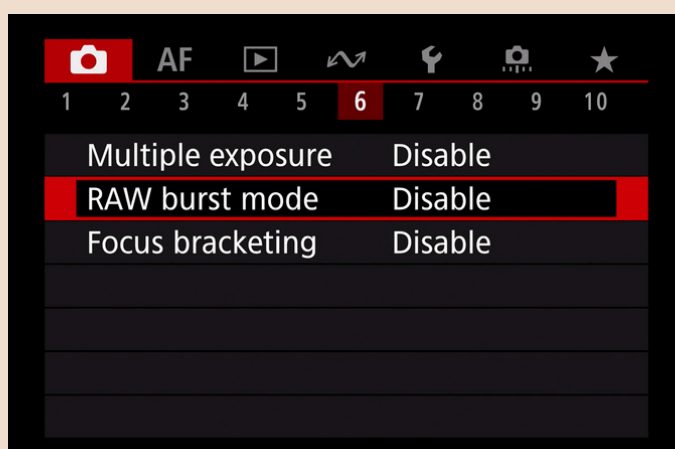 AF
1 2 3 4 5 6 7 8 9 10
Multiple exposure Disable
RAW burst mode Disable
Focus bracketing Disable